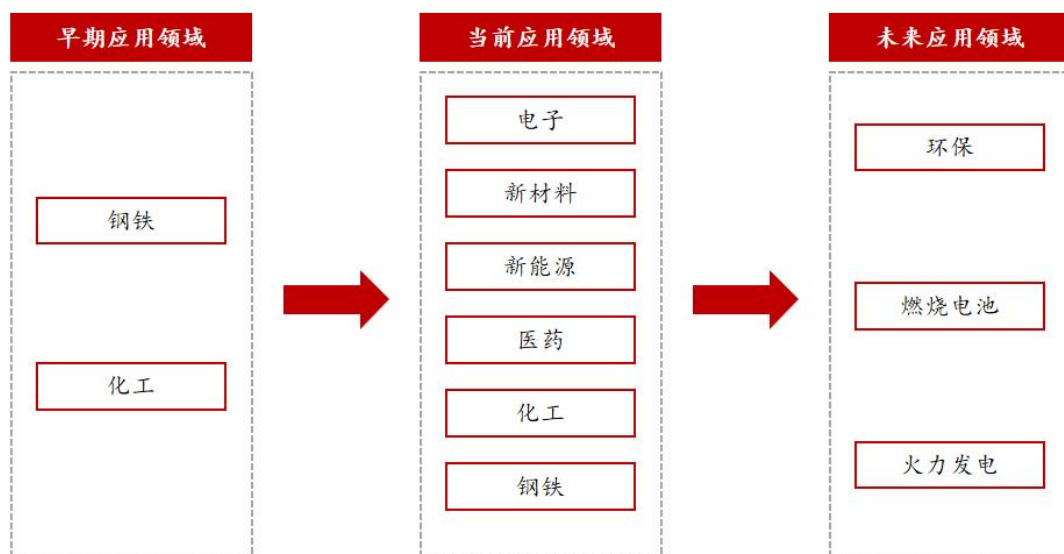 早期应用领域
钢铁
化工
当前应用领域
电子
新材料
新能源
医药
化工
钢铁
未来应用领域
环保
燃烧电池
火力发电